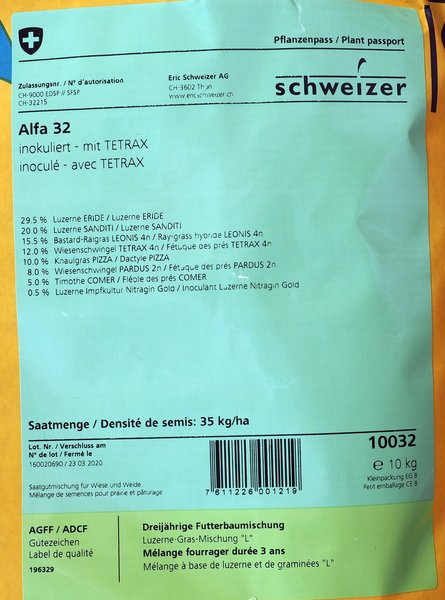 Pflanzenpass / Plant passport
Zulassungsnr. / N° d'autorisation
CH-9000 EDSP // SFSP
CH-32215
Eric Schweizer AG
CH-3602 Thun
www.ericschweizer.ch
schweizer
Alfa 32
inokuliert - mit TETRAX
inoculé - avec TETRAX
29.5 % Luzerne ERIDE / Luzerne ERIDE
20.0 % Luzerne SANDITI / Luzerne SANDITI
15.5 % Bastard-Raigras LEONIS 4n / Ray-grass hybride LEONIS 4n
12.0 % Wiesenschwingel TETRAX 4n / Fétuque des prés TETRAX 4n
10.0 % Knaulgras PIZZA / Dactyle PIZZA
8.0 % Wiesenschwingel PARDUS 2n / Fétuque des prés PARDUS 2n
5.0 % Timothe COMER / Fléole des prés COMER
0.5 % Luzerne Impfkultur Nitragin Gold / Inoculant Luzerne Nitragin Gold
Saatmenge / Densité de semis: 35 kg/ha
Lot. Nr. / Verschluss am
N° de lot / Fermé le
160020690 / 23.03.2020
10032
e 10 kg
Kleinpackung EG B
Petit emballage CE B
Saatgutmischung für Wiese und Weide
Mélange de semences pour prairie et pâturage
7 611226 001219
AGFF / ADCF
Gütezeichen
Label de qualité
196329
Dreijährige Futterbaumischung
Luzerne-Gras-Mischung "L"
Mélange fourrager durée 3 ans
Mélange à base de luzerne et de graminées "L"